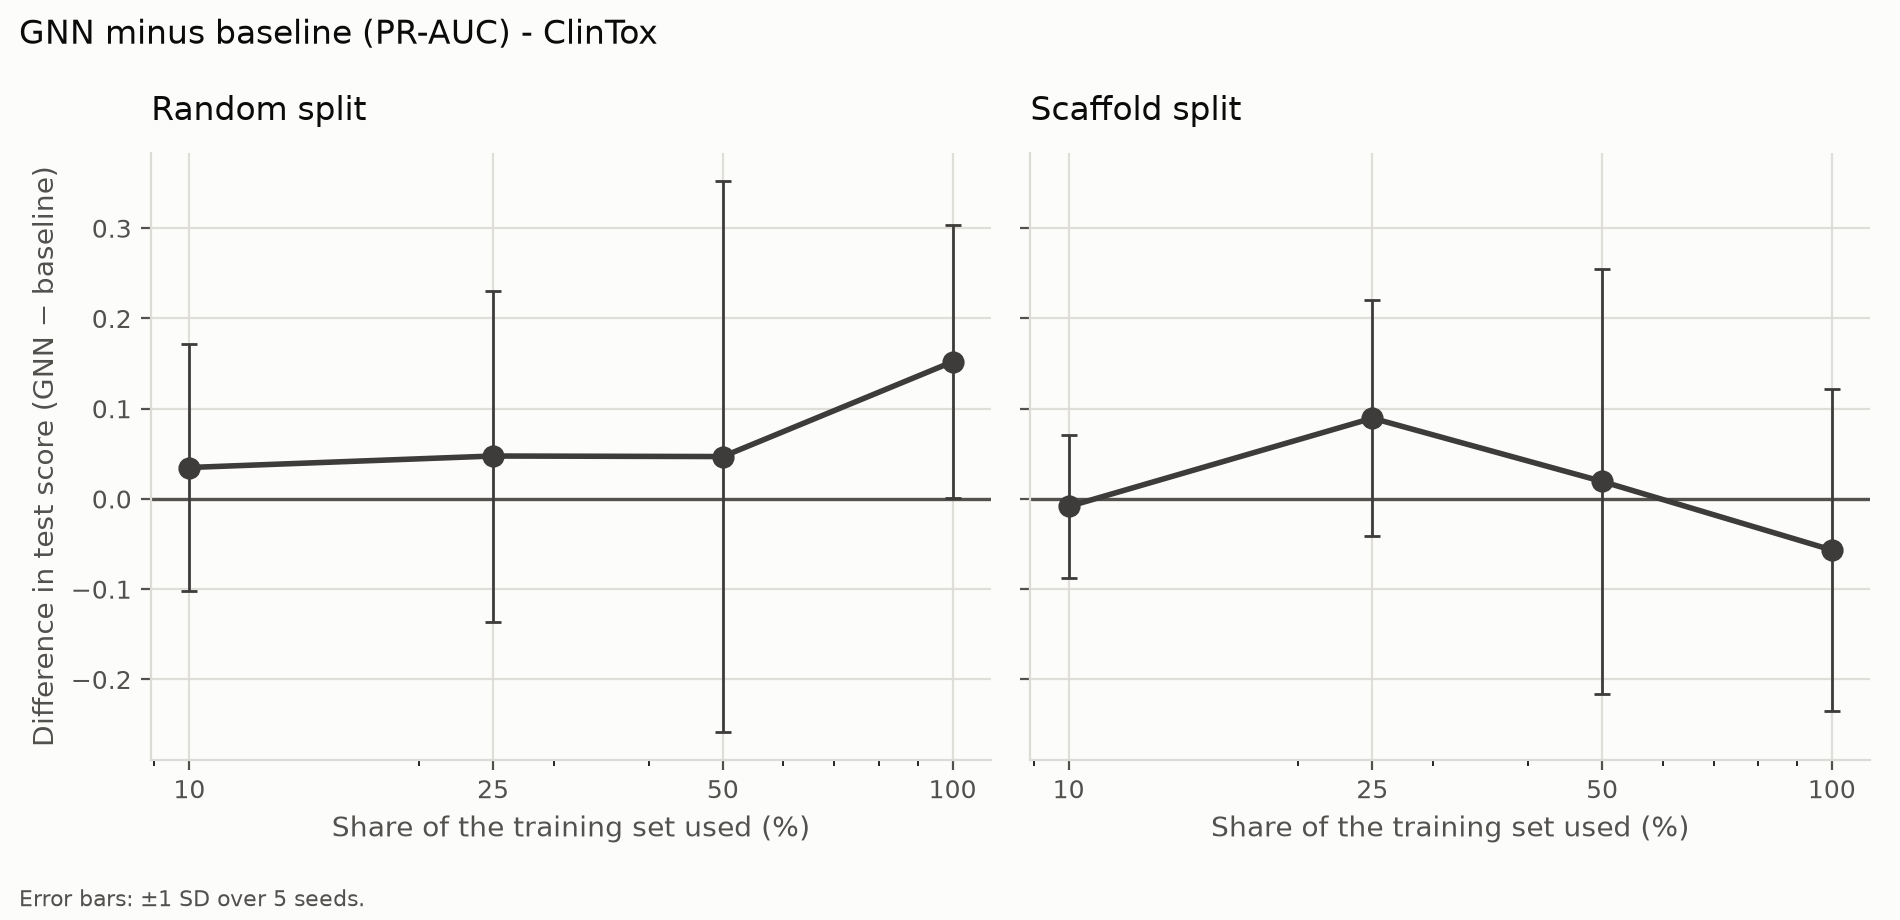 GNN minus baseline (PR-AUC) - ClinTox
Random split
Scaffold split
Difference in test score (GNN − baseline)
0.3
0.2
0.1
0.0
−0.1
−0.2
10 25 50 100
10 25 50 100
Share of the training set used (%)
Share of the training set used (%)
Error bars: ±1 SD over 5 seeds.